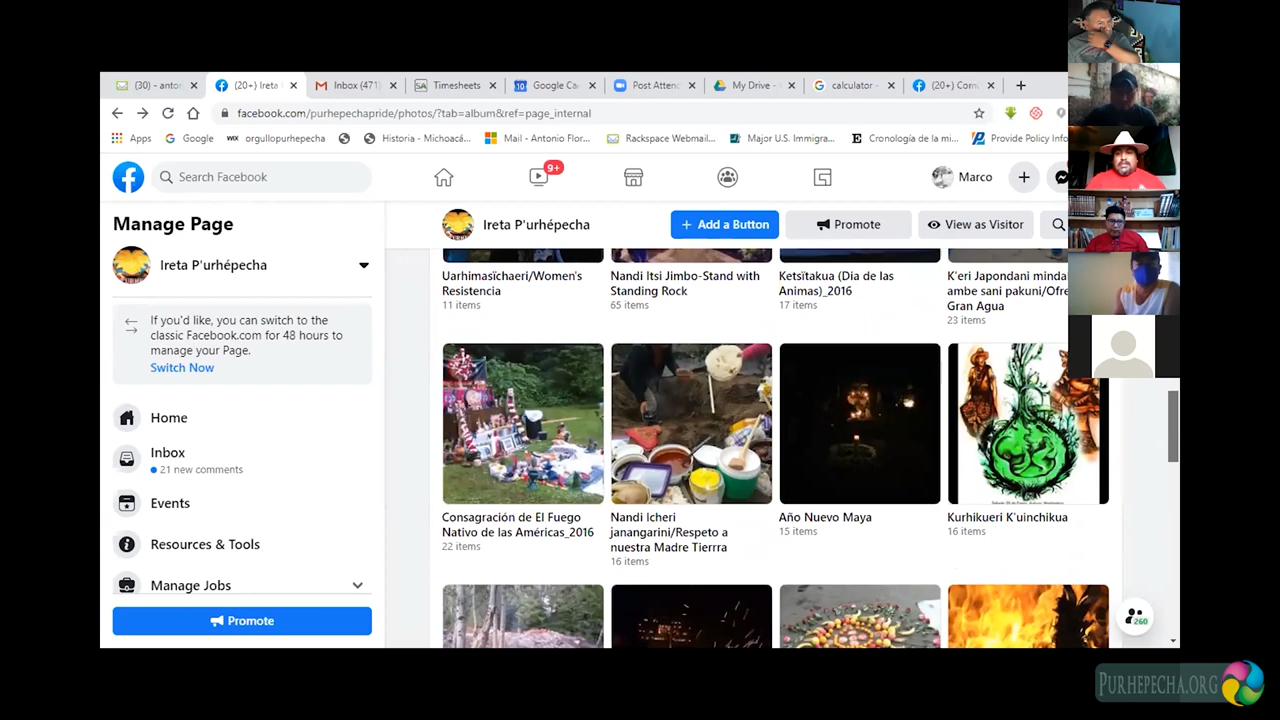 (30) - anto
(20+) Ireta
Inbox (471
Timesheets
Google Ca
Post Atten
My Drive -
calculator -
(20+) Com
facebook.com/purhepechapride/photos/?tab=album&ref=page_internal
Apps
Google
WIX orgullopurhepecha
Historia - Michoacá...
Mail - Antonio Flor...
Rackspace Webmail...
Major U.S. Immigra...
Cronología de la mi...
Provide Policy Info
Search Facebook
9+
Marco
Manage Page
Ireta P'urhépecha
+ Add a Button
Promote
View as Visitor
Ireta P'urhépecha
If you'd like, you can switch to the
classic Facebook.com for 48 hours to
manage your Page.
Switch Now
Home
Inbox
21 new comments
Events
Resources & Tools
Manage Jobs
Promote
Uarhimasïchaeri/Women's
Resistencia
11 items
Nandi Itsi Jimbo-Stand with
Standing Rock
65 items
Ketsïtakua (Dia de las
Animas)_2016
17 items
K'eri Japondani minda
ambe sani pakuni/Ofre
Gran Agua
23 items
Consagración de El Fuego
Nativo de las Américas_2016
22 items
Nandi Icheri
janangarini/Respeto a
nuestra Madre Tierrra
16 items
Año Nuevo Maya
15 items
Kurhikueri K'uinchikua
16 items
260
PURHEPECHA.ORG